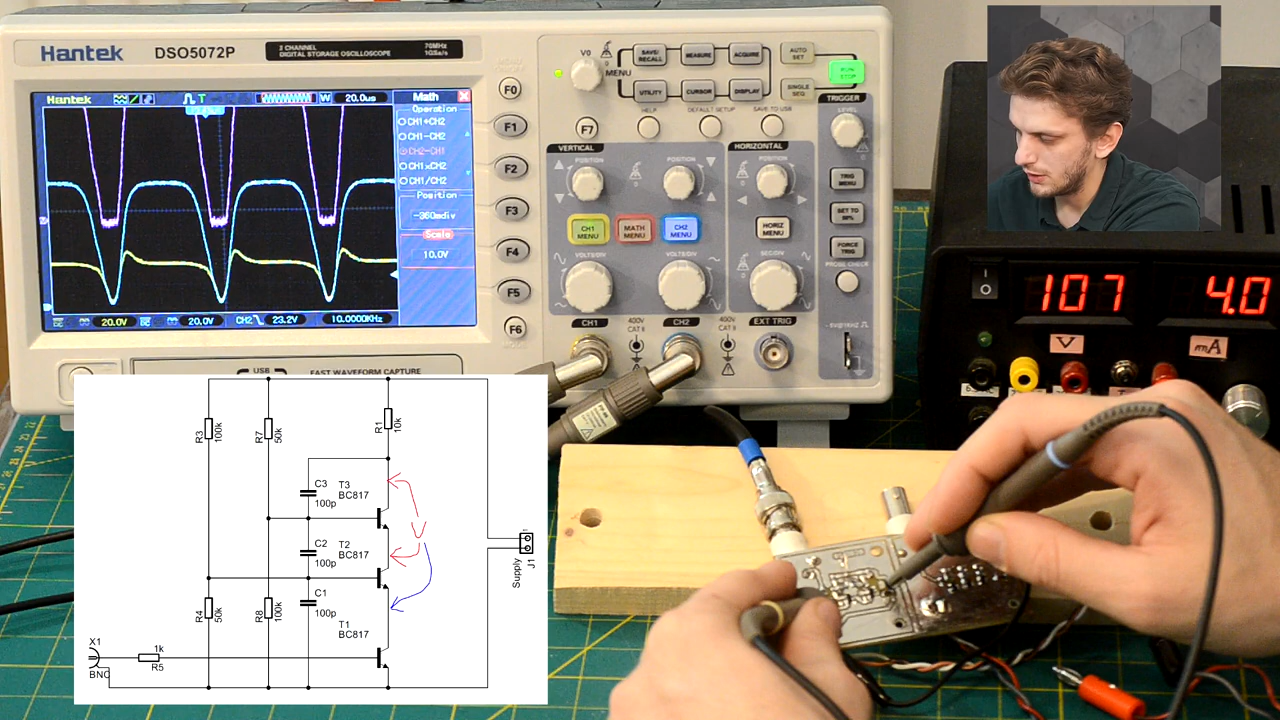 Hantek
DSO5072P
2 CHANNEL
DIGITAL STORAGE OSCILLOSCOPE
70MHz
1GSa/s
Hantek
T
W
20.0us
Math
Operation
CH1+CH2
CH1-CH2
CH2-CH1
CH1xCH2
CH1/CH2
Position
-360mdiv
Scale
10.0V
20.0V
20.0V
CH2
23.2V
10.0000KHz
F0
F1
F2
F3
F4
F5
F6
F7
V0
MENU
SAVE/
RECALL
MEASURE
ACQUIRE
UTILITY
CURSOR
DISPLAY
AUTO
SET
SINGLE
SEQ
RUN
STOP
HELP
DEFAULT SETUP
SAVE TO USB
TRIGGER
LEVEL
TRIG
MENU
SET TO
50%
FORCE
TRIG
PROBE CHECK
VERTICAL
HORIZONTAL
POSITION
POSITION
POSITION
CH1
MENU
MATH
MENU
CH2
MENU
HORIZ
MENU
VOLTS/DIV
VOLTS/DIV
SEC/DIV
CH1
400V
CAT II
CH2
400V
CAT II
EXT TRIG
USB
FAST WAVEFORM CAPTURE
107
4.0
V
mA
R3
100k
R7
50k
R1
10k
C3
100p
T3
BC817
C2
100p
T2
BC817
C1
100p
T1
BC817
R4
50k
R8
100k
X1
BNC
1k
R5
Supply
J1